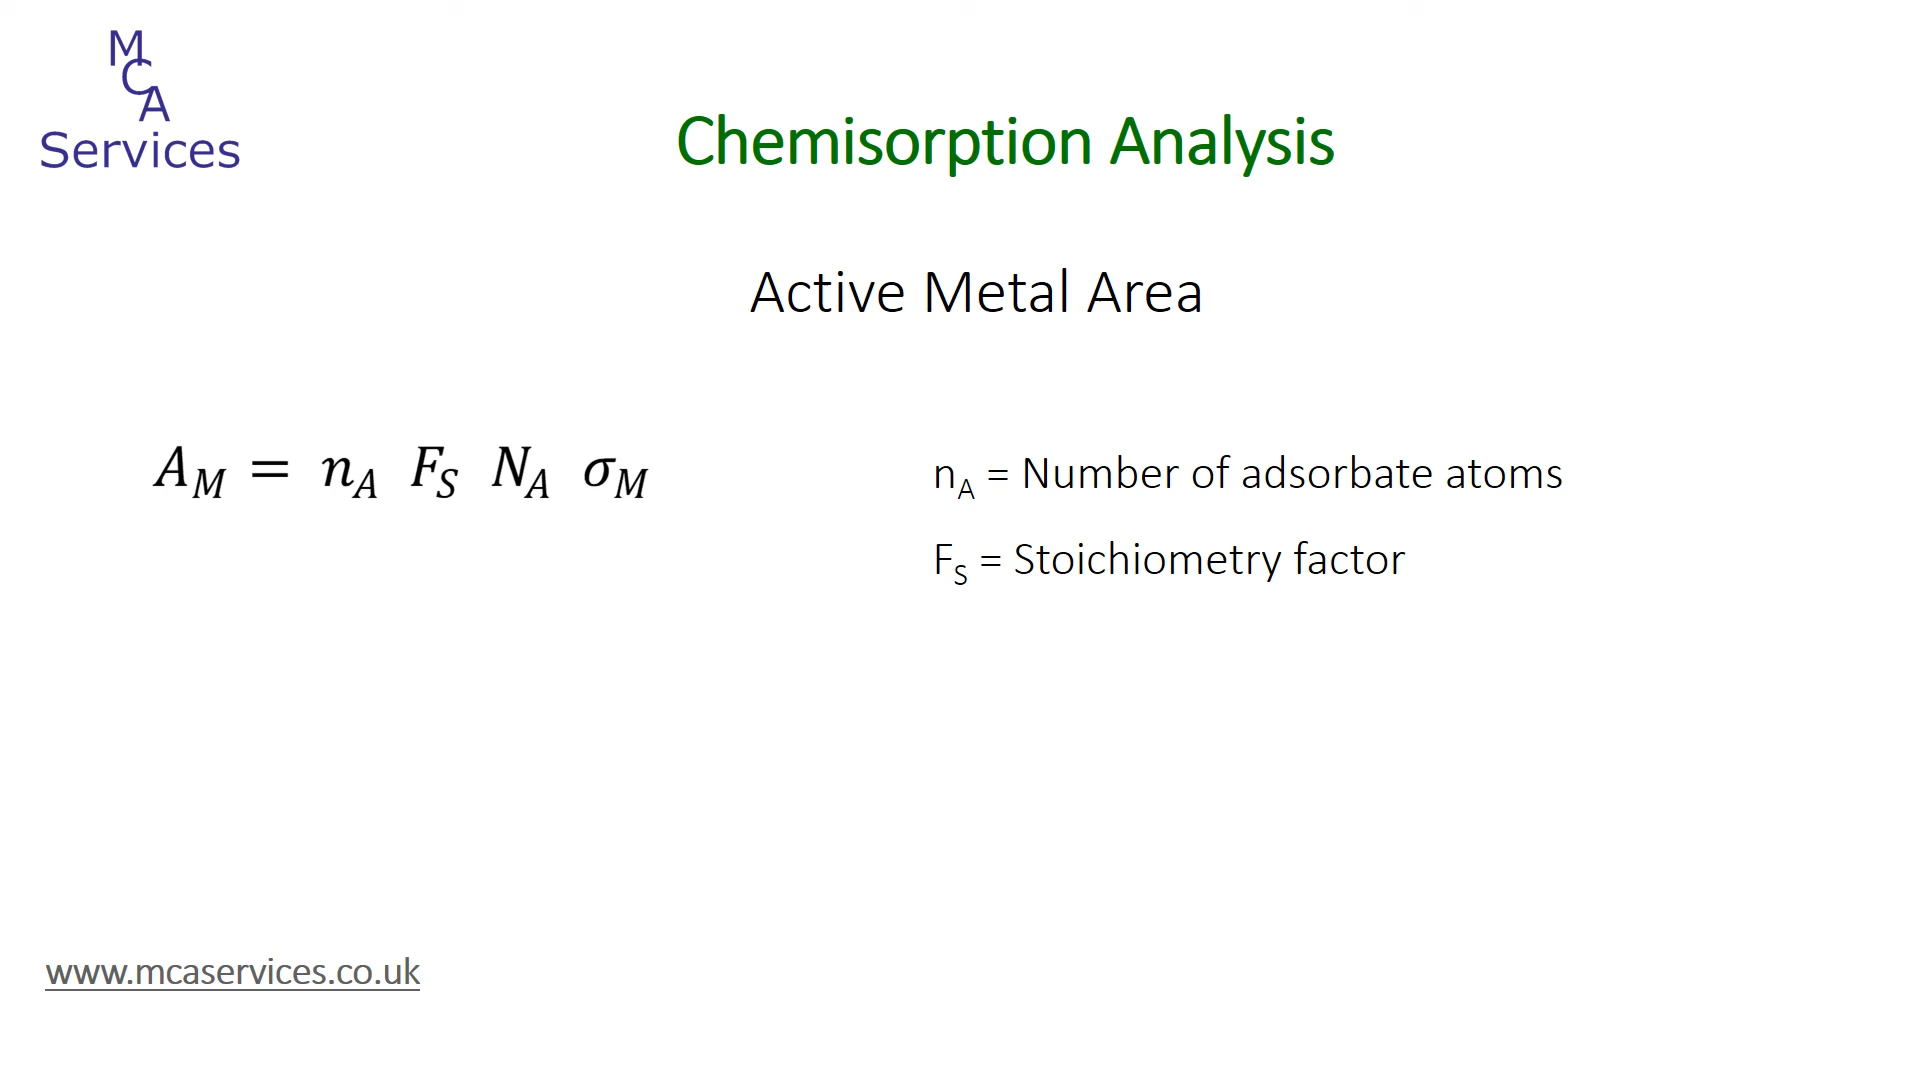 M
C
A
Services
Chemisorption Analysis
Active Metal Area
A_M = n_A F_S N_A σ_M
n_A = Number of adsorbate atoms
F_S = Stoichiometry factor
www.mcaservices.co.uk